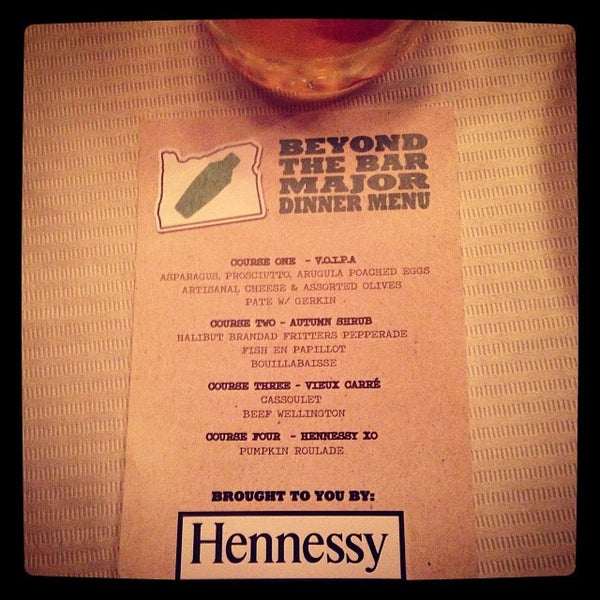 BEYOND
THE BAR
MAJOR
DINNER MENU
COURSE ONE - V.O.I.P.A
ASPARAGUS, PROSCIUTTO, ARUGULA POACHED EGGS
ARTISANAL CHEESE & ASSORTED OLIVES
PATE W/ GERKIN
COURSE TWO - AUTUMN SHRUB
HALIBUT BRANDAD FRITTERS PEPPERADE
FISH EN PAPILLOT
BOUILLABAISSE
COURSE THREE - VIEUX CARRÉ
CASSOULET
BEEF WELLINGTON
COURSE FOUR - HENNESSY XO
PUMPKIN ROULADE
BROUGHT TO YOU BY:
Hennessy